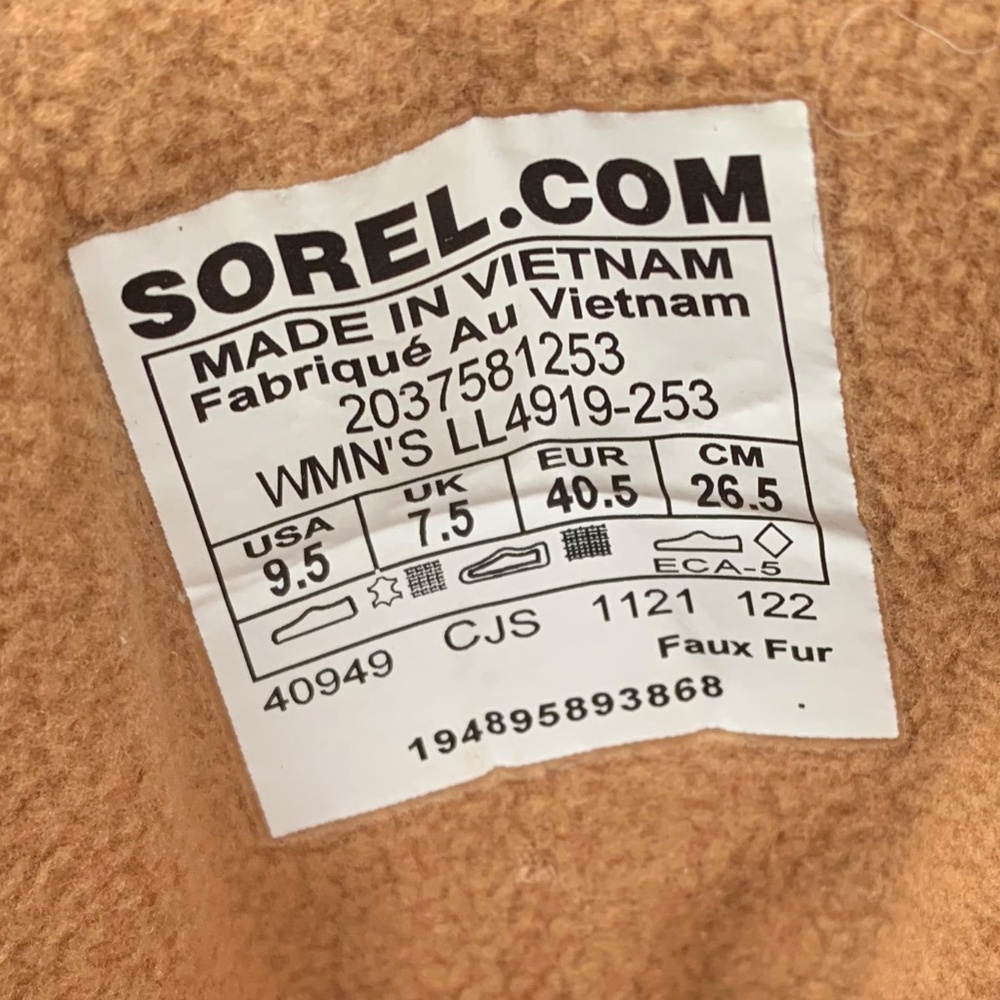 SOREL.COM
MADE IN VIETNAM
Fabriqué Au Vietnam
2037581253
WMN'S LL4919-253
USA UK EUR CM
9.5 7.5 40.5 26.5
ECA-5
40949 CJS 1121 122
Faux Fur
194895893868